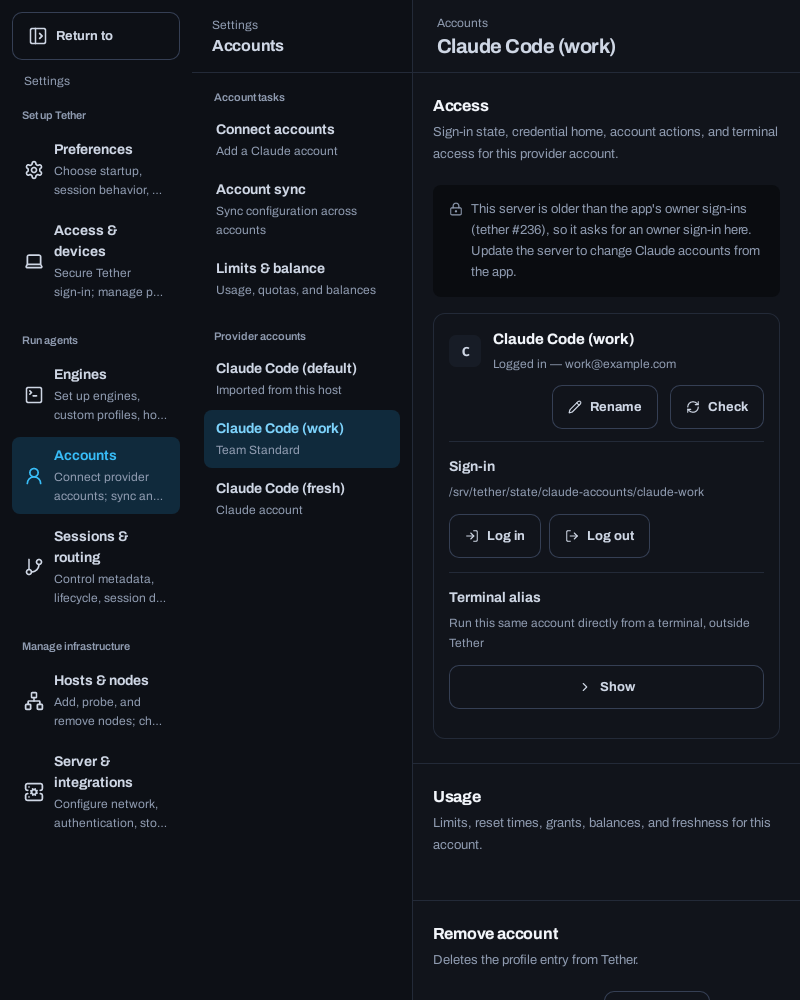 Return to
Settings
Set up Tether
Preferences
Choose startup,
session behavior, ...
Access &
devices
Secure Tether
sign-in; manage p...
Run agents
Engines
Set up engines,
custom profiles, ho...
Accounts
Connect provider
accounts; sync an...
Sessions &
routing
Control metadata,
lifecycle, session d...
Manage infrastructure
Hosts & nodes
Add, probe, and
remove nodes; ch...
Server &
integrations
Configure network,
authentication, sto...
Settings
Accounts
Account tasks
Connect accounts
Add a Claude account
Account sync
Sync configuration across
accounts
Limits & balance
Usage, quotas, and balances
Provider accounts
Claude Code (default)
Imported from this host
Claude Code (work)
Team Standard
Claude Code (fresh)
Claude account
Accounts
Claude Code (work)
Access
Sign-in state, credential home, account actions, and terminal
access for this provider account.
This server is older than the app's owner sign-ins
(tether #236), so it asks for an owner sign-in here.
Update the server to change Claude accounts from
the app.
C
Claude Code (work)
Logged in — work@example.com
Rename
Check
Sign-in
/srv/tether/state/claude-accounts/claude-work
Log in
Log out
Terminal alias
Run this same account directly from a terminal, outside
Tether
Show
Usage
Limits, reset times, grants, balances, and freshness for this
account.
Remove account
Deletes the profile entry from Tether.